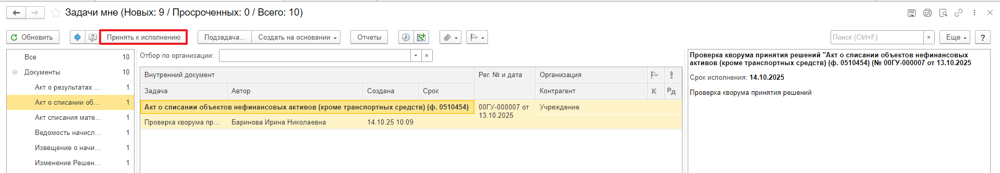 Задачи мне (Новых: 9 / Просроченных: 0 / Всего: 10)
Обновить
Принять к исполнению
Подзадача...
Создать на основании
Отчеты
Поиск (Ctrl+F)
×
Еще
?
Все 10
Документы 10
Акт о результатах ... 1
Акт о списании об... 1
Акт списания мате... 1
Ведомость начисл... 1
Извещение о начи... 1
Изменение Решен... 1
Отбор по организации:
×
Внутренний документ Рег. № и дата Организация !
Задача Автор Создана Срок Контрагент К РД
Акт о списании объектов нефинансовых активов (кроме транспортных средств) (ф. 0510454) 00ГУ-000007 от Учреждение
13.10.2025
Проверка кворума пр... Баринова Ирина Николаевна 14.10.25 10:09
Проверка кворума принятия решений "Акт о списании объектов нефинансовых
активов (кроме транспортных средств) (ф. 0510454) (№ 00ГУ-000007 от 13.10.2025
Срок исполнения: 14.10.2025
Проверка кворума принятия решений